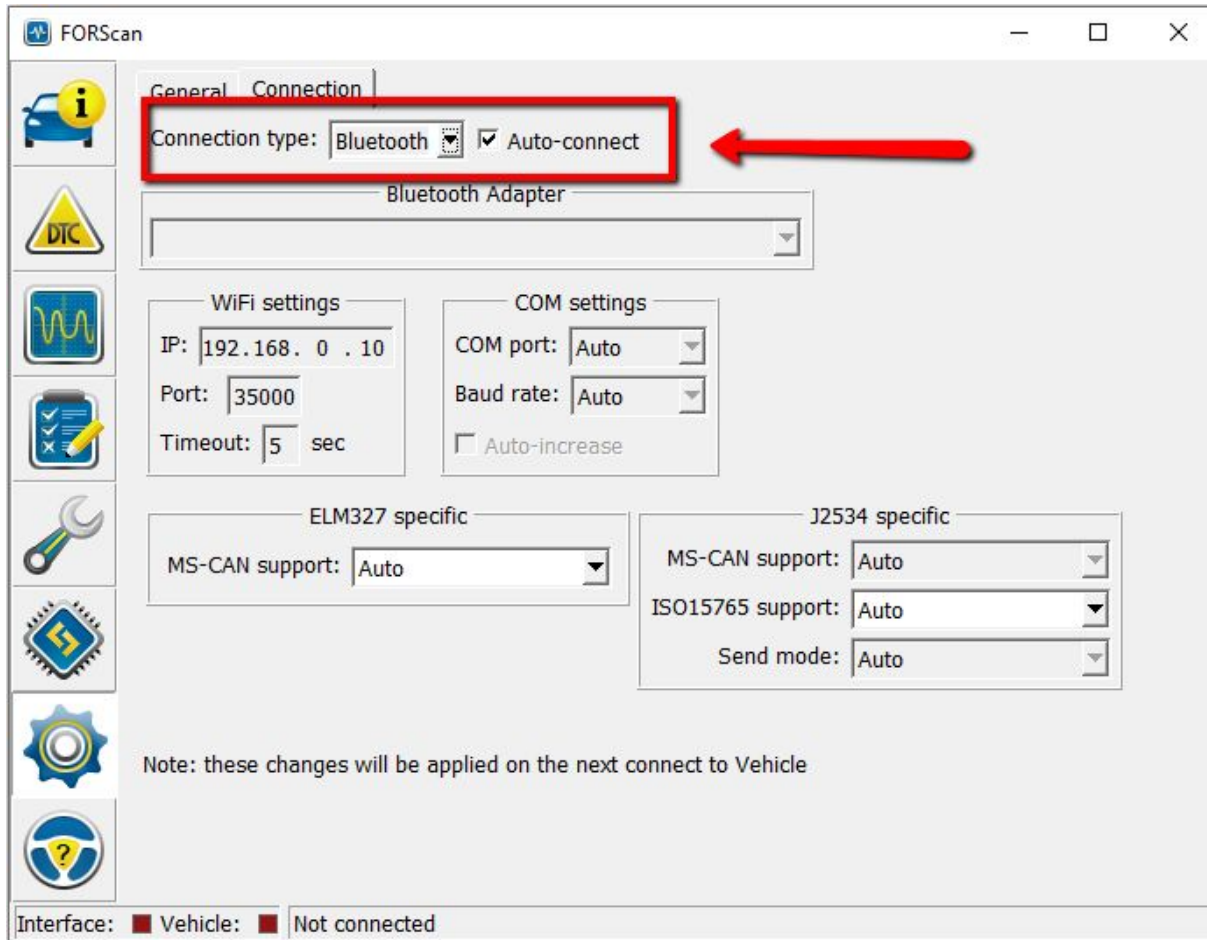 FORScan
i
General Connection
Connection type: Bluetooth Auto-connect
Bluetooth Adapter
DTC
WiFi settings
IP: 192.168. 0 . 10
Port: 35000
Timeout: 5 sec
COM settings
COM port: Auto
Baud rate: Auto
Auto-increase
ELM327 specific
MS-CAN support: Auto
J2534 specific
MS-CAN support: Auto
ISO15765 support: Auto
Send mode: Auto
Note: these changes will be applied on the next connect to Vehicle
?
Interface: Vehicle: Not connected